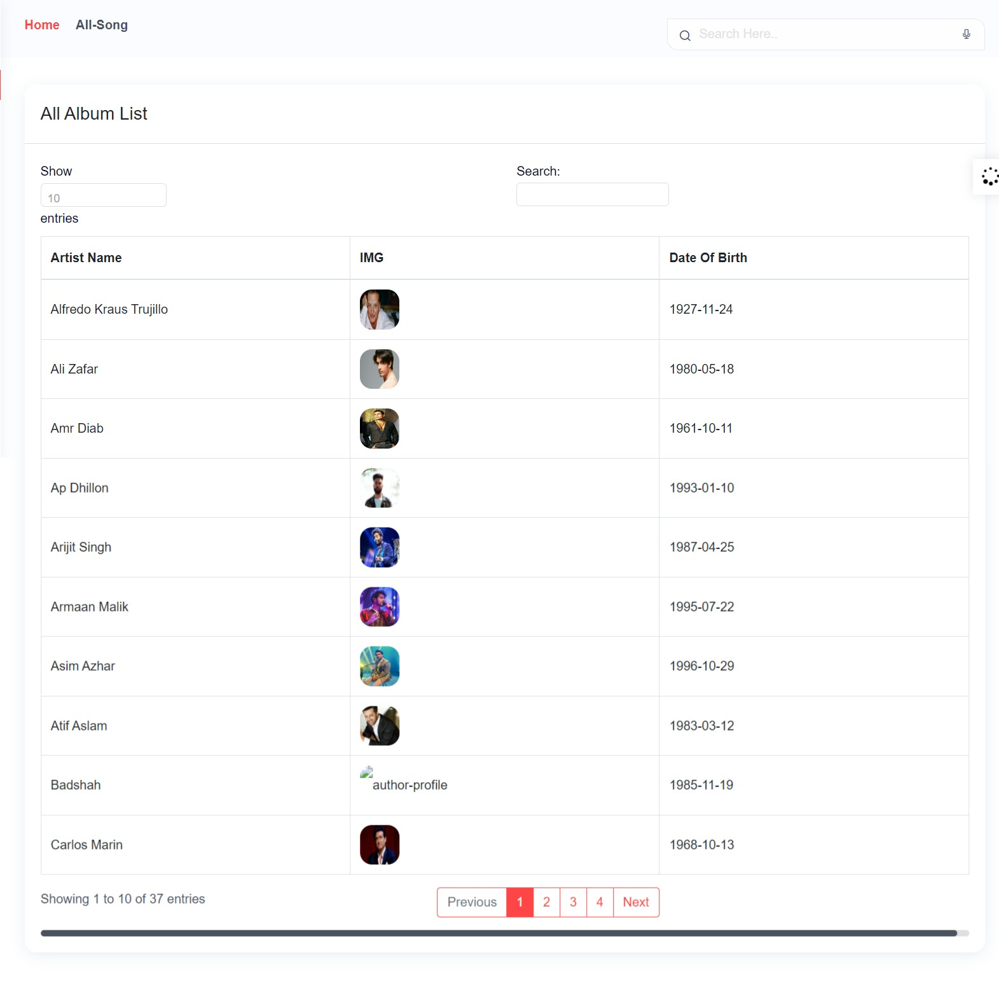 Home All-Song Search Here..
All Album List
Show Search:
10
entries
Artist Name IMG Date Of Birth
Alfredo Kraus Trujillo 1927-11-24
Ali Zafar 1980-05-18
Amr Diab 1961-10-11
Ap Dhillon 1993-01-10
Arijit Singh 1987-04-25
Armaan Malik 1995-07-22
Asim Azhar 1996-10-29
Atif Aslam 1983-03-12
Badshah author-profile 1985-11-19
Carlos Marin 1968-10-13
Showing 1 to 10 of 37 entries Previous 1 2 3 4 Next